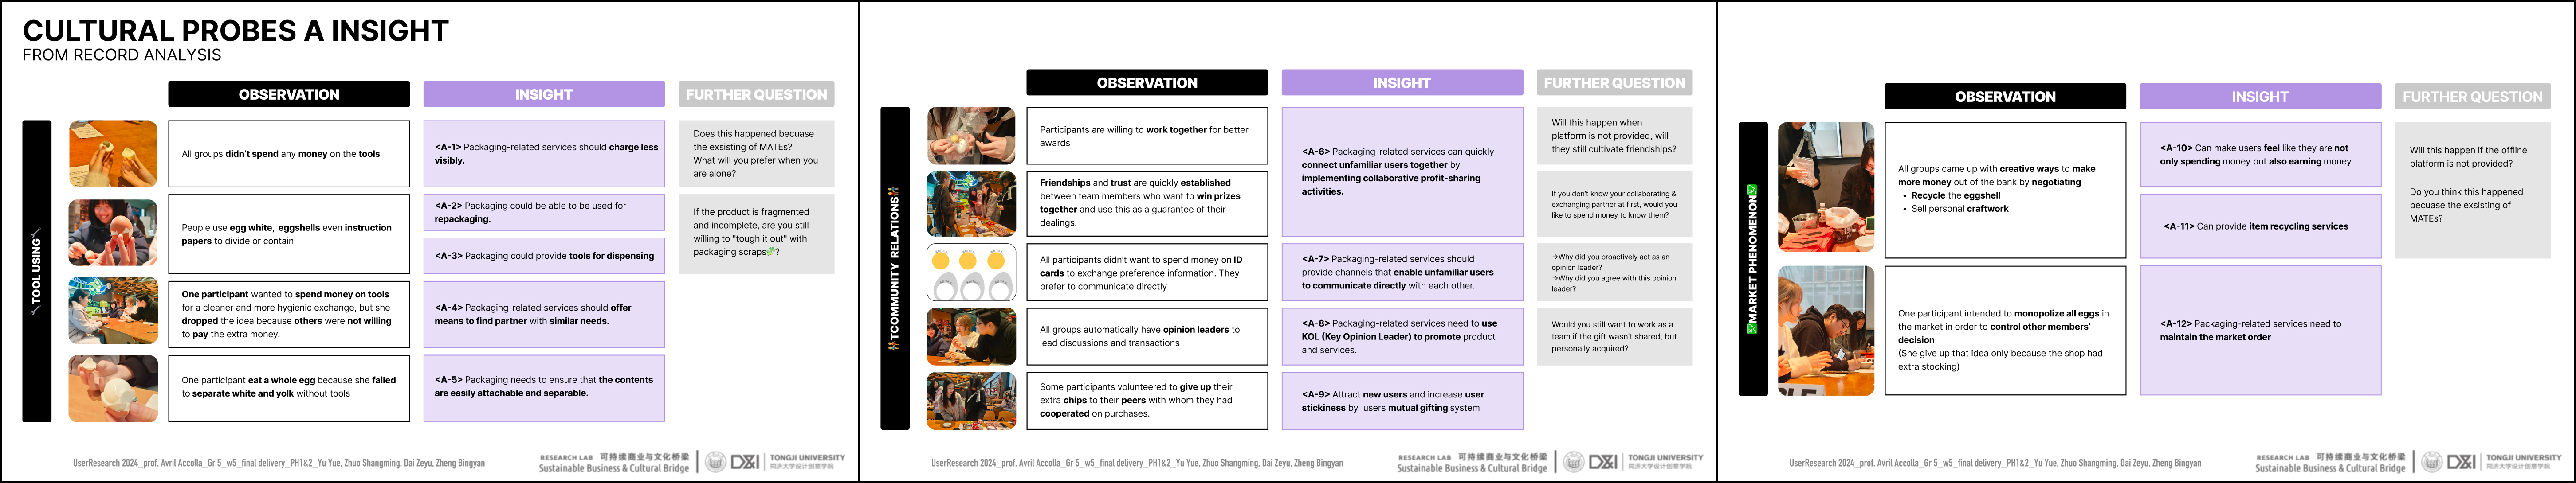 CULTURAL PROBES A INSIGHT
FROM RECORD ANALYSIS
OBSERVATION
INSIGHT
FURTHER QUESTION
TOOL USING
All groups didn't spend any money on the tools
<A-1> Packaging-related services should charge less
visibly.
Does this happened becuase
the exsisting of MATEs?
What will you prefer when you
are alone?
People use egg white, eggshells even instruction
papers to divide or contain
<A-2> Packaging could be able to be used for
repackaging.
<A-3> Packaging could provide tools for dispensing
If the product is fragmented
and incomplete, are you still
willing to "tough it out" with
packaging scraps?
One participant wanted to spend money on tools
for a cleaner and more hygienic exchange, but she
dropped the idea because others were not willing
to pay the extra money.
<A-4> Packaging-related services should offer
means to find partner with similar needs.
One participant eat a whole egg because she failed
to separate white and yolk without tools
<A-5> Packaging needs to ensure that the contents
are easily attachable and separable.
UserResearch 2024_prof. Avril Accolla_Gr 5_w5_final delivery_PH1&2_Yu Yue, Zhuo Shangming, Dai Zeyu, Zheng Bingyan
RESEARCH LAB 可持续商业与文化桥梁
Sustainable Business & Cultural Bridge
D&I
TONGJI UNIVERSITY
同济大学设计创意学院
OBSERVATION
INSIGHT
FURTHER QUESTION
TCOMMUNITY RELATIONS
Participants are willing to work together for better
awards
<A-6> Packaging-related services can quickly
connect unfamiliar users together by
implementing collaborative profit-sharing
activities.
Will this happen when
platform is not provided, will
they still cultivate friendships?
Friendships and trust are quickly established
between team members who want to win prizes
together and use this as a guarantee of their
dealings.
If you don't know your collaborating &
exchanging partner at first, would you
like to spend money to know them?
All participants didn't want to spend money on ID
cards to exchange preference information. They
prefer to communicate directly
<A-7> Packaging-related services should
provide channels that enable unfamiliar users
to communicate directly with each other.
→Why did you proactively act as an
opinion leader?
→Why did you agree with this opinion
leader?
All groups automatically have opinion leaders to
lead discussions and transactions
<A-8> Packaging-related services need to use
KOL (Key Opinion Leader) to promote product
and services.
Would you still want to work as a
team if the gift wasn't shared, but
personally acquired?
Some participants volunteered to give up their
extra chips to their peers with whom they had
cooperated on purchases.
<A-9> Attract new users and increase user
stickiness by users mutual gifting system
UserResearch 2024_prof. Avril Accolla_Gr 5_w5_final delivery_PH1&2_Yu Yue, Zhuo Shangming, Dai Zeyu, Zheng Bingyan
RESEARCH LAB 可持续商业与文化桥梁
Sustainable Business & Cultural Bridge
D&I
TONGJI UNIVERSITY
同济大学设计创意学院
OBSERVATION
INSIGHT
FURTHER QUESTION
MARKET PHENOMENON
All groups came up with creative ways to make
more money out of the bank by negotiating
• Recycle the eggshell
• Sell personal craftwork
<A-10> Can make users feel like they are not
only spending money but also earning money
<A-11> Can provide item recycling services
Will this happen if the offline
platform is not provided?
Do you think this happened
becuase the exsisting of
MATEs?
One participant intended to monopolize all eggs in
the market in order to control other members'
decision
(She give up that idea only because the shop had
extra stocking)
<A-12> Packaging-related services need to
maintain the market order
UserResearch 2024_prof. Avril Accolla_Gr 5_w5_final delivery_PH1&2_Yu Yue, Zhuo Shangming, Dai Zeyu, Zheng Bingyan
RESEARCH LAB 可持续商业与文化桥梁
Sustainable Business & Cultural Bridge
D&I
TONGJI UNIVERSITY
同济大学设计创意学院